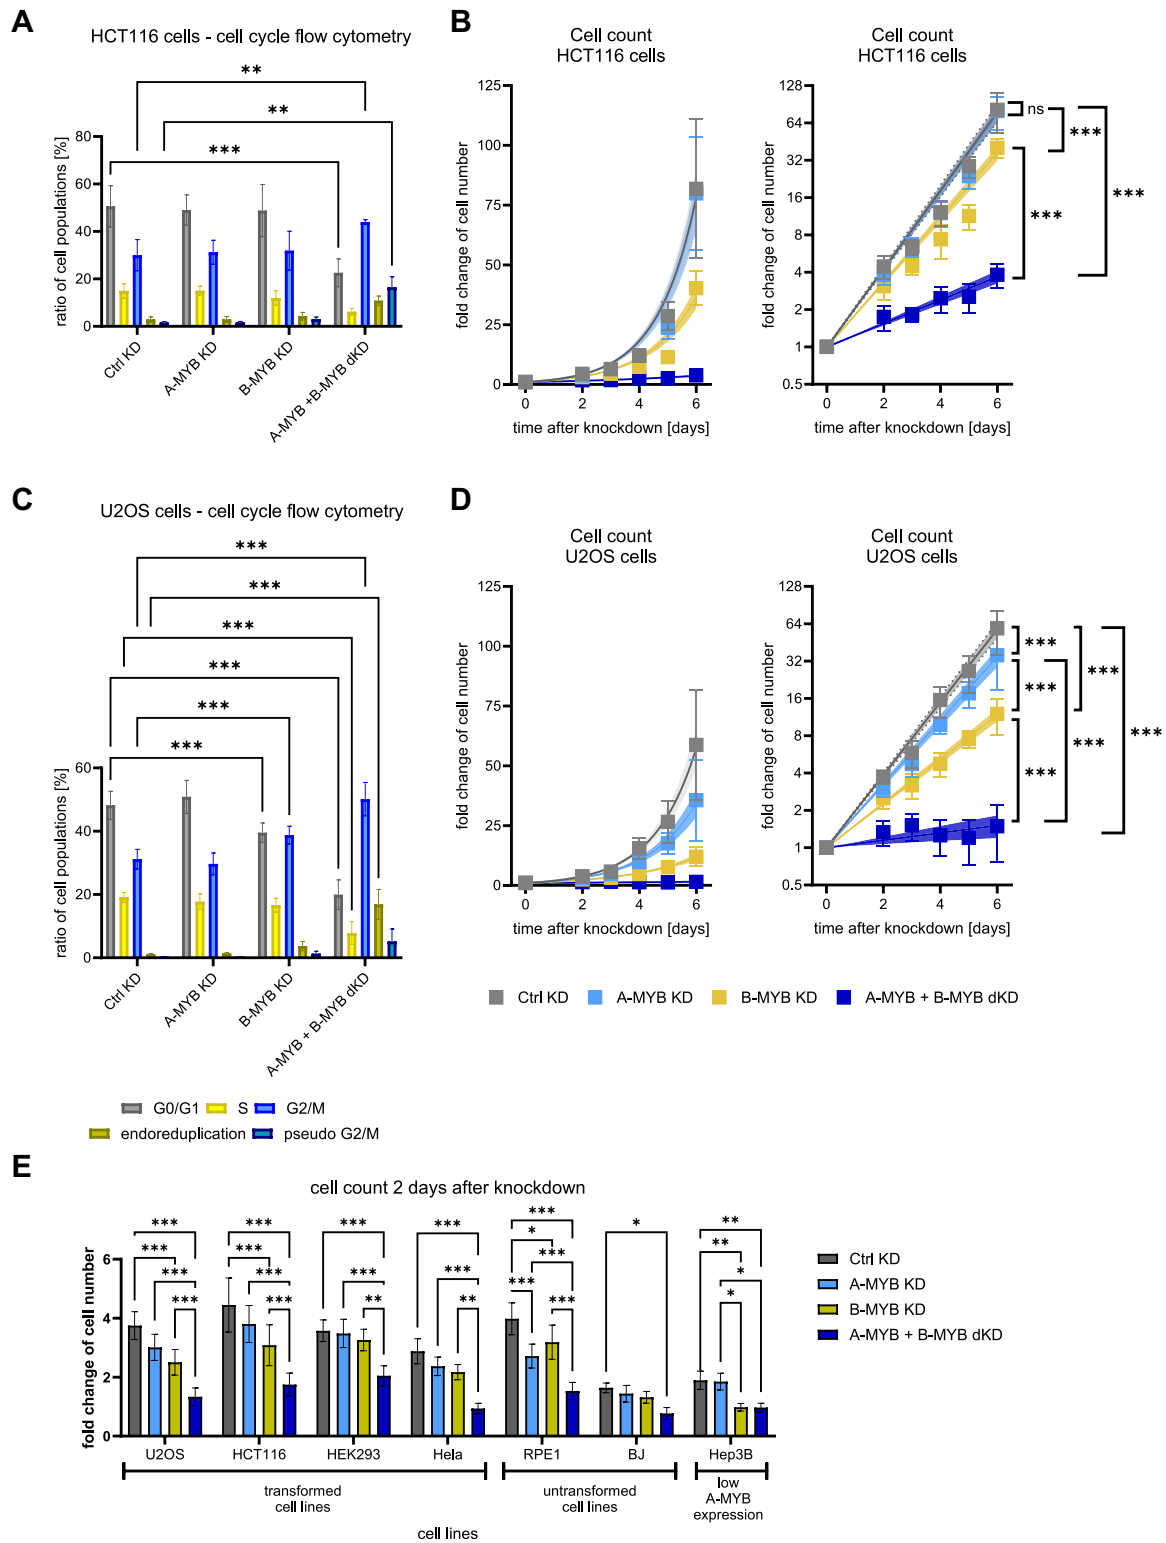 A
HCT116 cells - cell cycle flow cytometry
**
**
***
ratio of cell populations [%]
80
60
40
20
0
Ctrl KD
A-MYB KD
B-MYB KD
A-MYB +B-MYB dKD
B
Cell count
HCT116 cells
fold change of cell number
125
100
75
50
25
0
0
2
4
6
time after knockdown [days]
Cell count
HCT116 cells
fold change of cell number
128
64
32
16
8
4
2
1
0.5
0
2
4
6
time after knockdown [days]
ns
***
***
***
C
U2OS cells - cell cycle flow cytometry
***
***
***
***
***
***
ratio of cell populations [%]
60
40
20
0
Ctrl KD
A-MYB KD
B-MYB KD
A-MYB + B-MYB dKD
G0/G1
S
G2/M
endoreduplication
pseudo G2/M
D
Cell count
U2OS cells
fold change of cell number
125
100
75
50
25
0
0
2
4
6
time after knockdown [days]
Cell count
U2OS cells
fold change of cell number
128
64
32
16
8
4
2
1
0.5
0
2
4
6
time after knockdown [days]
***
***
***
***
***
***
Ctrl KD
A-MYB KD
B-MYB KD
A-MYB + B-MYB dKD
E
cell count 2 days after knockdown
fold change of cell number
6
4
2
0
***
***
***
***
***
***
***
***
***
***
**
***
***
**
***
*
***
***
***
*
**
**
*
*
U2OS
HCT116
HEK293
Hela
RPE1
BJ
Hep3B
transformed
cell lines
untransformed
cell lines
low
A-MYB
expression
cell lines
Ctrl KD
A-MYB KD
B-MYB KD
A-MYB + B-MYB dKD